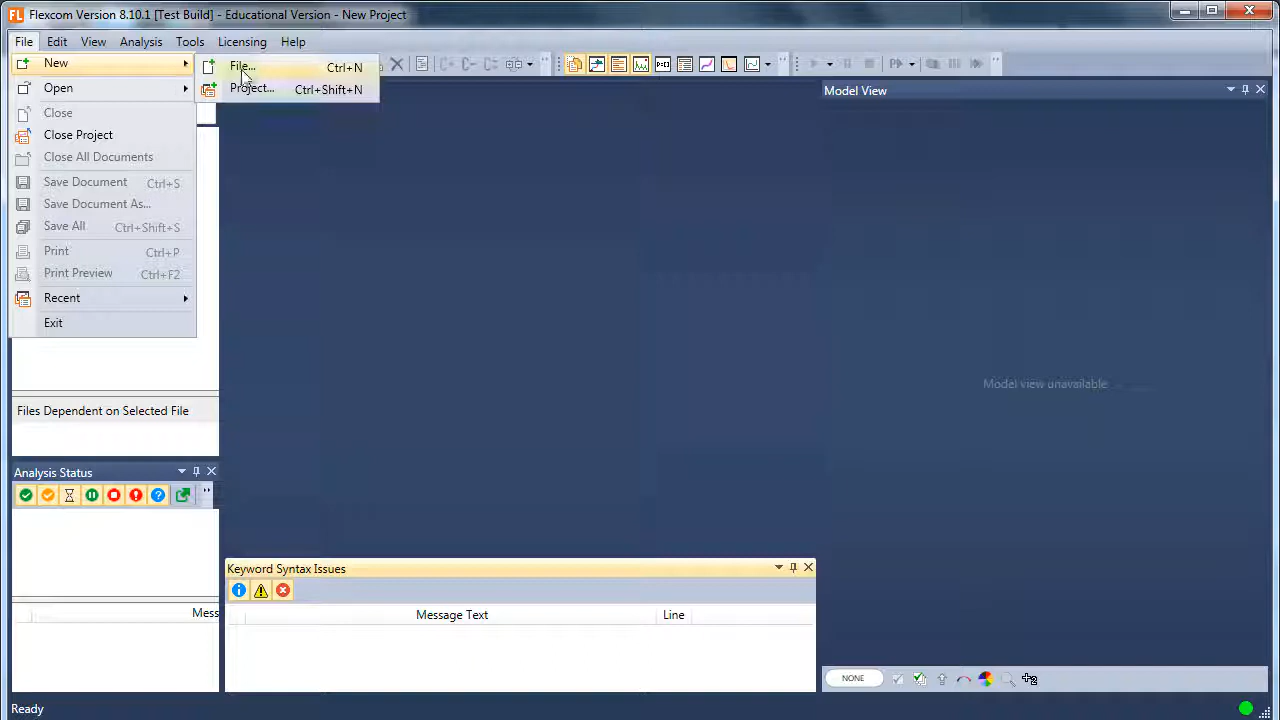 FL Flexcom Version 8.10.1 [Test Build] - Educational Version - New Project
File Edit View Analysis Tools Licensing Help
New
File... Ctrl+N
Project... Ctrl+Shift+N
Open
Close
Close Project
Close All Documents
Save Document Ctrl+S
Save Document As...
Save All Ctrl+Shift+S
Print Ctrl+P
Print Preview Ctrl+F2
Recent
Exit
Model View
Model view unavailable
Files Dependent on Selected File
Analysis Status
Mess
Keyword Syntax Issues
Message Text Line
NONE
Ready